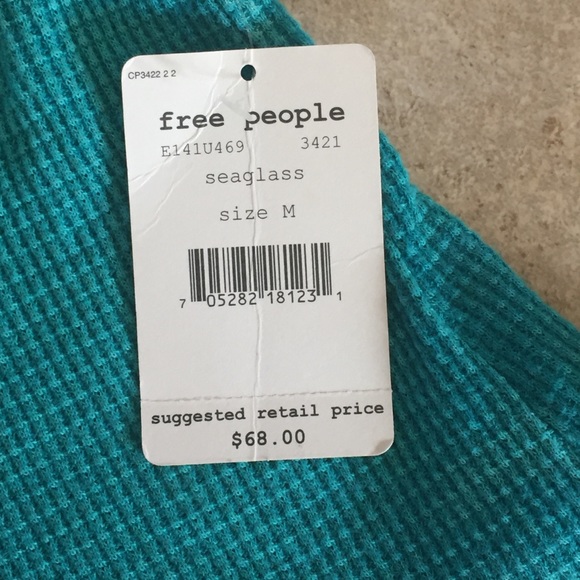 CP3422 2 2
free people
E141U469 3421
seaglass
size M
7 05282 18123 1
suggested retail price
$68.00